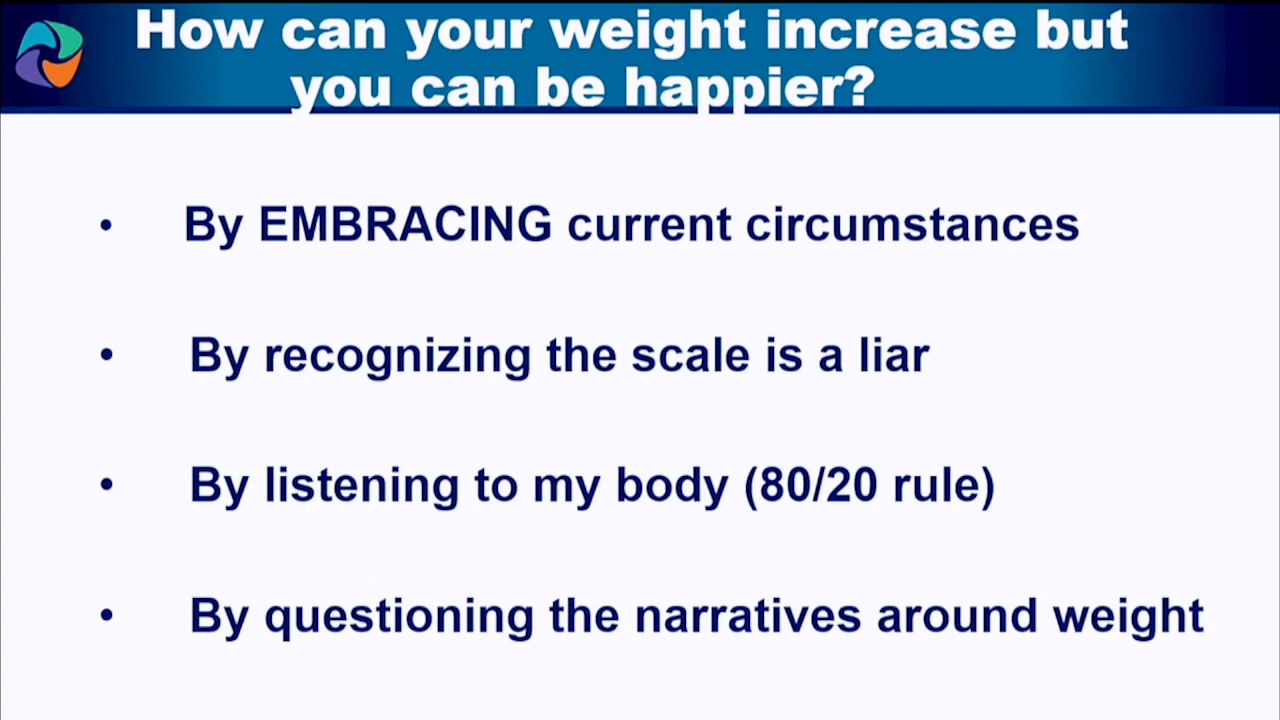 How can your weight increase but
you can be happier?
• By EMBRACING current circumstances
• By recognizing the scale is a liar
• By listening to my body (80/20 rule)
• By questioning the narratives around weight